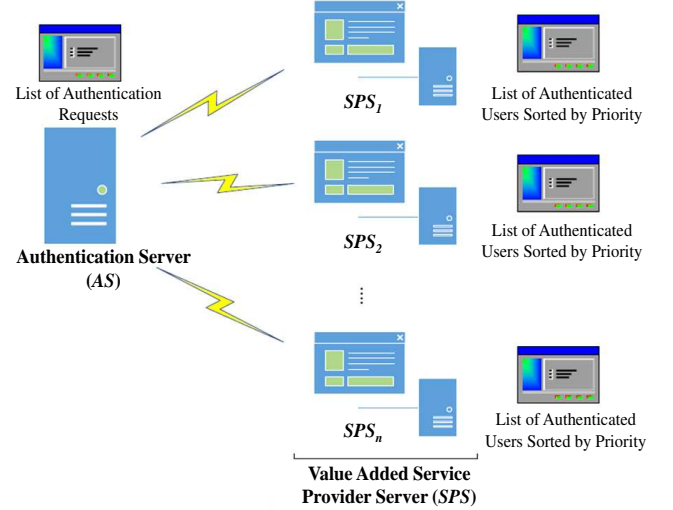 List of Authentication
Requests
Authentication Server
(AS)
SPS1
List of Authenticated
Users Sorted by Priority
SPS2
List of Authenticated
Users Sorted by Priority
SPSn
List of Authenticated
Users Sorted by Priority
Value Added Service
Provider Server (SPS)